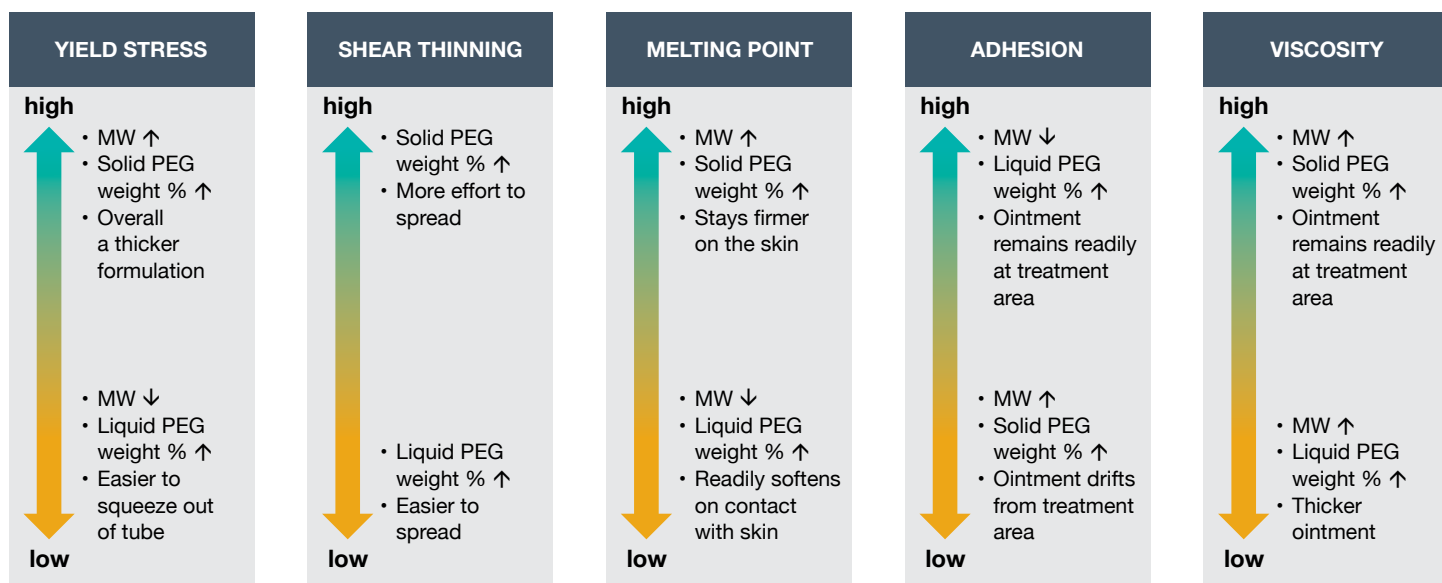 YIELD STRESS
high
• MW ↑
• Solid PEG
weight % ↑
• Overall
a thicker
formulation
• MW ↓
• Liquid PEG
weight % ↑
• Easier to
squeeze out
of tube
low
SHEAR THINNING
high
• Solid PEG
weight % ↑
• More effort to
spread
• Liquid PEG
weight % ↑
• Easier to
spread
low
MELTING POINT
high
• MW ↑
• Solid PEG
weight % ↑
• Stays firmer
on the skin
• MW ↓
• Liquid PEG
weight % ↑
• Readily softens
on contact
with skin
low
ADHESION
high
• MW ↓
• Liquid PEG
weight % ↑
• Ointment
remains readily
at treatment
area
• MW ↑
• Solid PEG
weight % ↑
• Ointment drifts
from treatment
area
low
VISCOSITY
high
• MW ↑
• Solid PEG
weight % ↑
• Ointment
remains readily
at treatment
area
• MW ↑
• Liquid PEG
weight % ↑
• Thicker
ointment
low